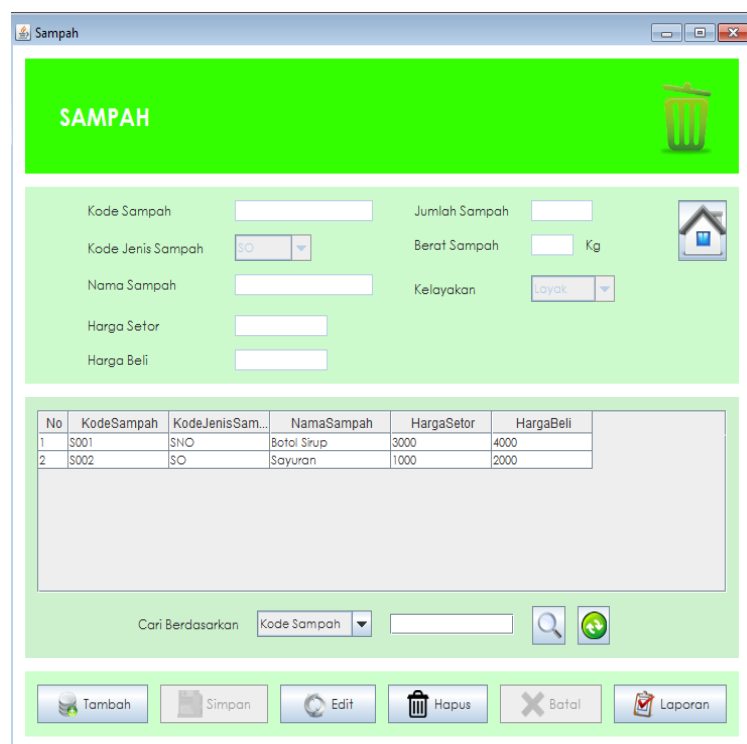 Sampah
SAMPAH
Kode Sampah
Jumlah Sampah
Kode Jenis Sampah SO
Berat Sampah Kg
Nama Sampah
Kelayakan Layak
Harga Setor
Harga Beli
No KodeSampah KodeJenisSam... NamaSampah HargaSetor HargaBeli
1 S001 SNO Botol Sirup 3000 4000
2 S002 SO Sayuran 1000 2000
Cari Berdasarkan Kode Sampah
Tambah Simpan Edit Hapus Batal Laporan